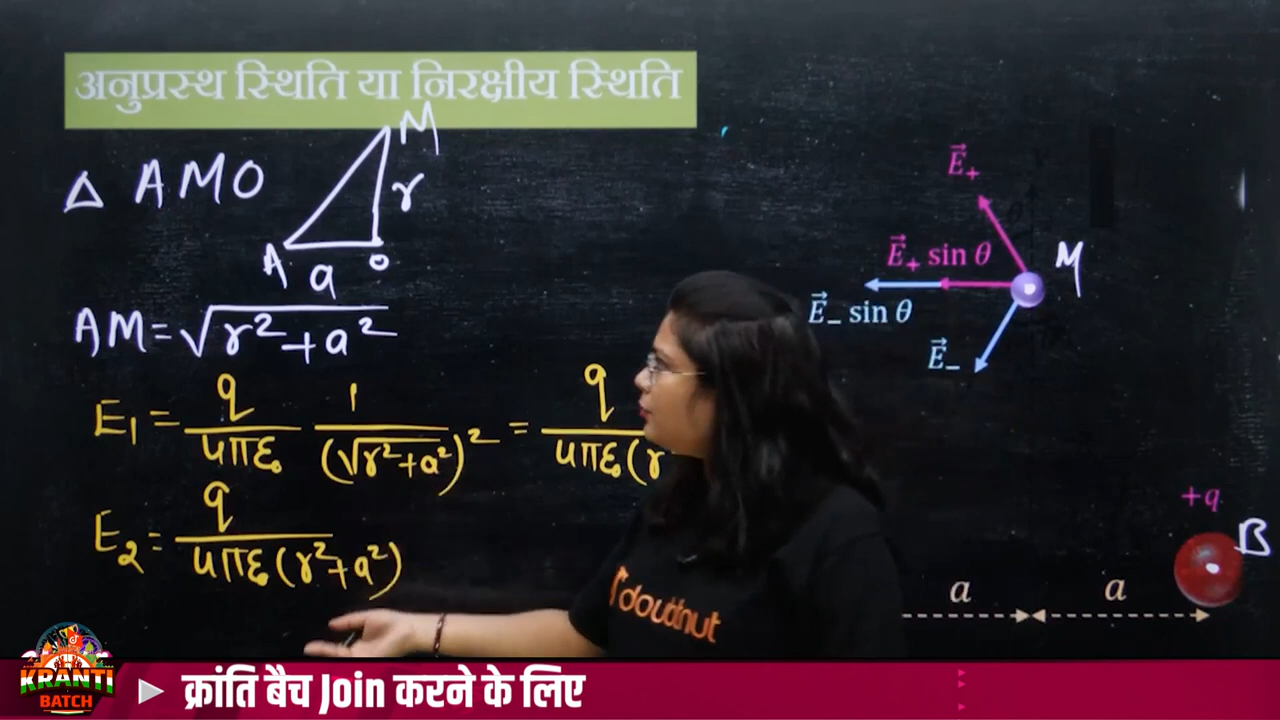 अनुप्रस्थ स्थिति या निरक्षीय स्थिति
Δ AMO
M
r
A
a
o
AM=√r²+a²
E₁ = q/4πε₀ 1/(√r²+a²)² = q/4πε₀(r
E₂ = q/4πε₀(r²+a²)
E⃗₊
E⃗₊ sin θ
M
E⃗₋ sin θ
E⃗₋
+q
B
a
a
doubtnut
KRANTI
BATCH
क्रांति बैच Join करने के लिए